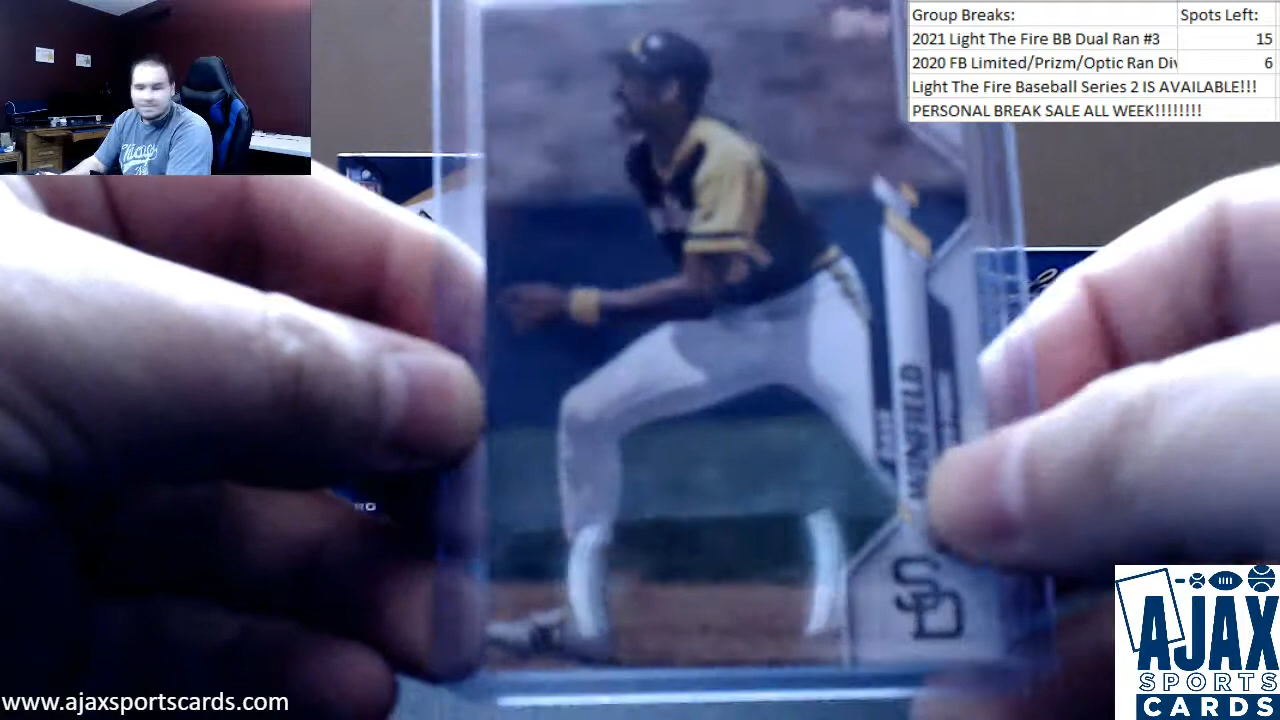 Group Breaks: Spots Left:
2021 Light The Fire BB Dual Ran #3 15
2020 FB Limited/Prizm/Optic Ran Div 6
Light The Fire Baseball Series 2 IS AVAILABLE!!!
PERSONAL BREAK SALE ALL WEEK!!!!!!!!
Chicago
DAVE
WINFIELD
SD
www.ajaxsportscards.com
AJAX
SPORTS
CARDS